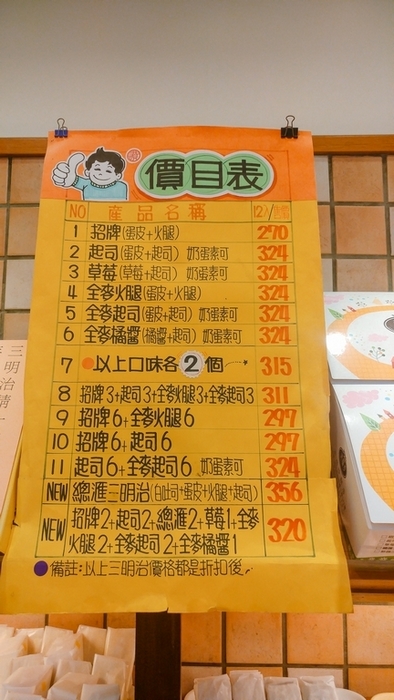 價目表
NO 產品名稱 12入/盒
1 招牌(蛋皮+火腿) 270
2 起司(蛋皮+起司) 奶蛋素可 324
3 草莓(草莓+起司) 奶蛋素可 324
4 全麥火腿(蛋皮+火腿) 324
5 全麥起司(蛋皮+起司) 奶蛋素可 324
6 全麥橘醬(橘醬+起司) 奶蛋素可 324
7 以上口味各2個 315
8 招牌3+起司3+全麥火腿3+全麥起司3 311
9 招牌6+全麥火腿6 297
10 招牌6+起司6 297
11 起司6+全麥起司6 奶蛋素可 324
NEW 總滙三明治(白吐司+蛋皮+火腿+起司) 356
NEW 招牌2+起司2+總滙2+草莓1+全麥
火腿2+全麥起司2+全麥橘醬1 320
備註:以上三明治價格都是折扣後
三明治精